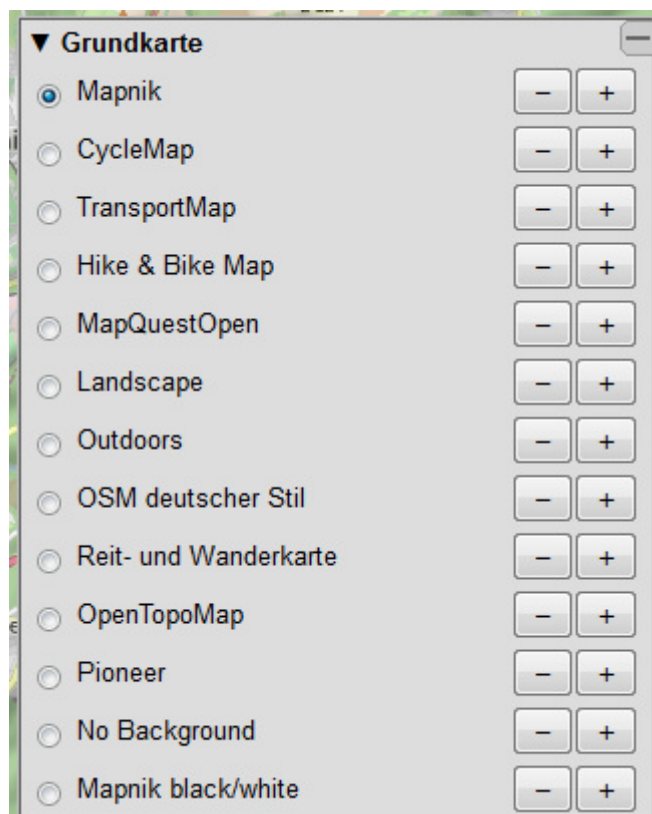 ▼ Grundkarte
Mapnik − +
CycleMap − +
TransportMap − +
Hike & Bike Map − +
MapQuestOpen − +
Landscape − +
Outdoors − +
OSM deutscher Stil − +
Reit- und Wanderkarte − +
OpenTopoMap − +
Pioneer − +
No Background − +
Mapnik black/white − +